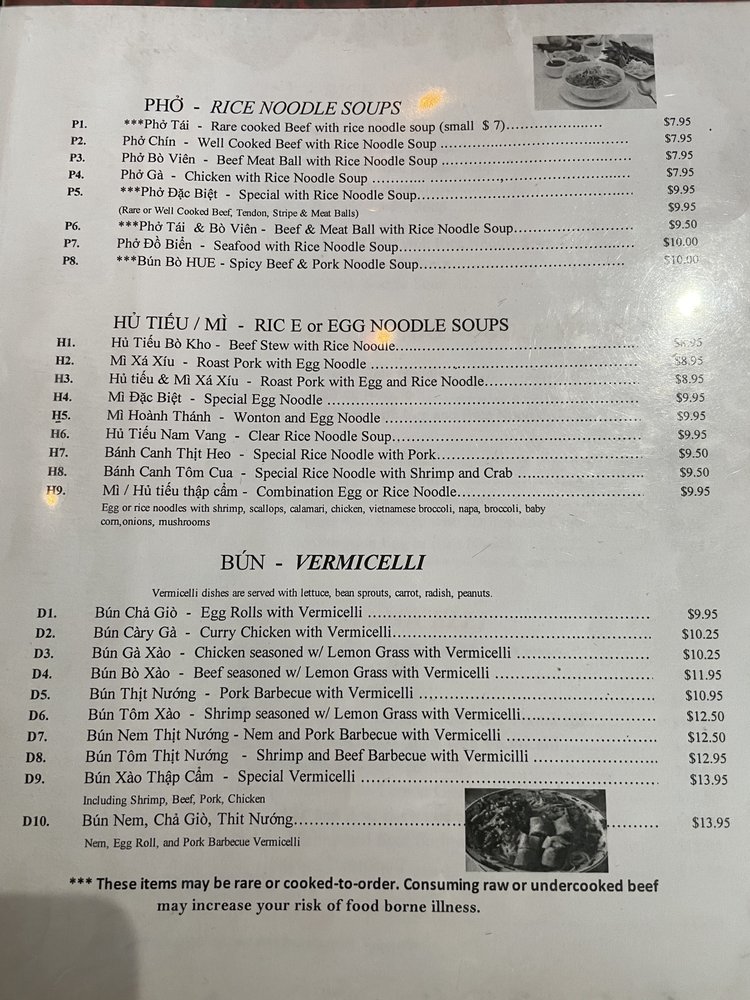 PHỞ - RICE NOODLE SOUPS
P1. ***Phở Tái - Rare cooked Beef with rice noodle soup (small $ 7)...................... $7.95
P2. Phở Chín - Well Cooked Beef with Rice Noodle Soup ........................................... $7.95
P3. Phở Bò Viên - Beef Meat Ball with Rice Noodle Soup ........................................... $7.95
P4. Phở Gà - Chicken with Rice Noodle Soup ........................................................... $7.95
P5. ***Phở Đặc Biệt - Special with Rice Noodle Soup................................................. $9.95
(Rare or Well Cooked Beef, Tendon, Stripe & Meat Balls) $9.95
P6. ***Phở Tái & Bò Viên - Beef & Meat Ball with Rice Noodle Soup............................ $9.50
P7. Phở Đồ Biển - Seafood with Rice Noodle Soup..................................................... $10.00
P8. ***Bún Bò HUE - Spicy Beef & Pork Noodle Soup............................................... $10.00
HỦ TIẾU / MÌ - RIC E or EGG NOODLE SOUPS
H1. Hủ Tiếu Bò Kho - Beef Stew with Rice Noodle...................................................... $8.95
H2. Mì Xá Xíu - Roast Pork with Egg Noodle ............................................................ $8.95
H3. Hủ tiếu & Mì Xá Xíu - Roast Pork with Egg and Rice Noodle.................................. $8.95
H4. Mì Đặc Biệt - Special Egg Noodle ..................................................................... $9.95
H5. Mì Hoành Thánh - Wonton and Egg Noodle ......................................................... $9.95
H6. Hủ Tiếu Nam Vang - Clear Rice Noodle Soup...................................................... $9.95
H7. Bánh Canh Thịt Heo - Special Rice Noodle with Pork............................................ $9.50
H8. Bánh Canh Tôm Cua - Special Rice Noodle with Shrimp and Crab ........................... $9.50
H9. Mì / Hủ tiếu thập cẩm - Combination Egg or Rice Noodle........................................ $9.95
Egg or rice noodles with shrimp, scallops, calamari, chicken, vietnamese broccoli, napa, broccoli, baby
corn,onions, mushrooms
BÚN - VERMICELLI
Vermicelli dishes are served with lettuce, bean sprouts, carrot, radish, peanuts.
D1. Bún Chả Giò - Egg Rolls with Vermicelli ............................................................ $9.95
D2. Bún Càry Gà - Curry Chicken with Vermicelli....................................................... $10.25
D3. Bún Gà Xào - Chicken seasoned w/ Lemon Grass with Vermicelli ............................. $10.25
D4. Bún Bò Xào - Beef seasoned w/ Lemon Grass with Vermicelli ................................. $11.95
D5. Bún Thịt Nướng - Pork Barbecue with Vermicelli .................................................. $10.95
D6. Bún Tôm Xào - Shrimp seasoned w/ Lemon Grass with Vermicelli............................. $12.50
D7. Bún Nem Thịt Nướng - Nem and Pork Barbecue with Vermicelli ................................ $12.50
D8. Bún Tôm Thịt Nướng - Shrimp and Beef Barbecue with Vermicilli ............................. $12.95
D9. Bún Xào Thập Cẩm - Special Vermicelli .............................................................. $13.95
Including Shrimp, Beef, Pork, Chicken
D10. Bún Nem, Chả Giò, Thit Nướng........................................................................ $13.95
Nem, Egg Roll, and Pork Barbecue Vermicelli
*** These items may be rare or cooked-to-order. Consuming raw or undercooked beef
may increase your risk of food borne illness.